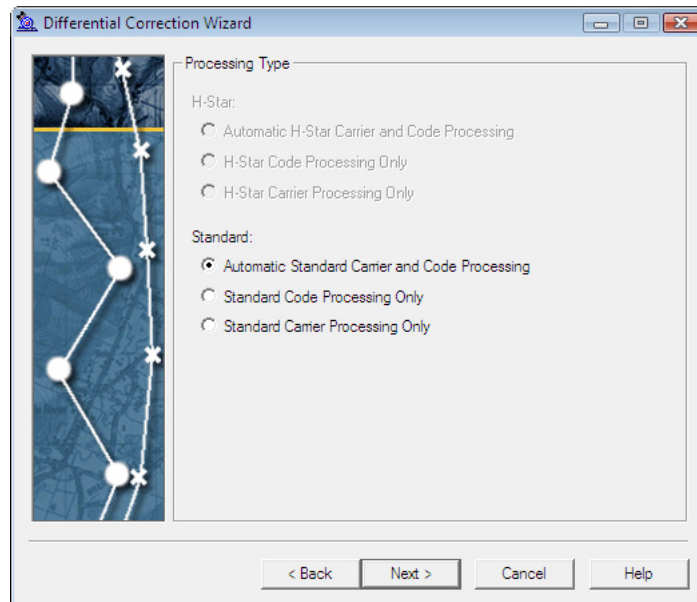 Differential Correction Wizard
Processing Type
H-Star:
Automatic H-Star Carrier and Code Processing
H-Star Code Processing Only
H-Star Carrier Processing Only
Standard:
Automatic Standard Carrier and Code Processing
Standard Code Processing Only
Standard Carrier Processing Only
< Back Next > Cancel Help